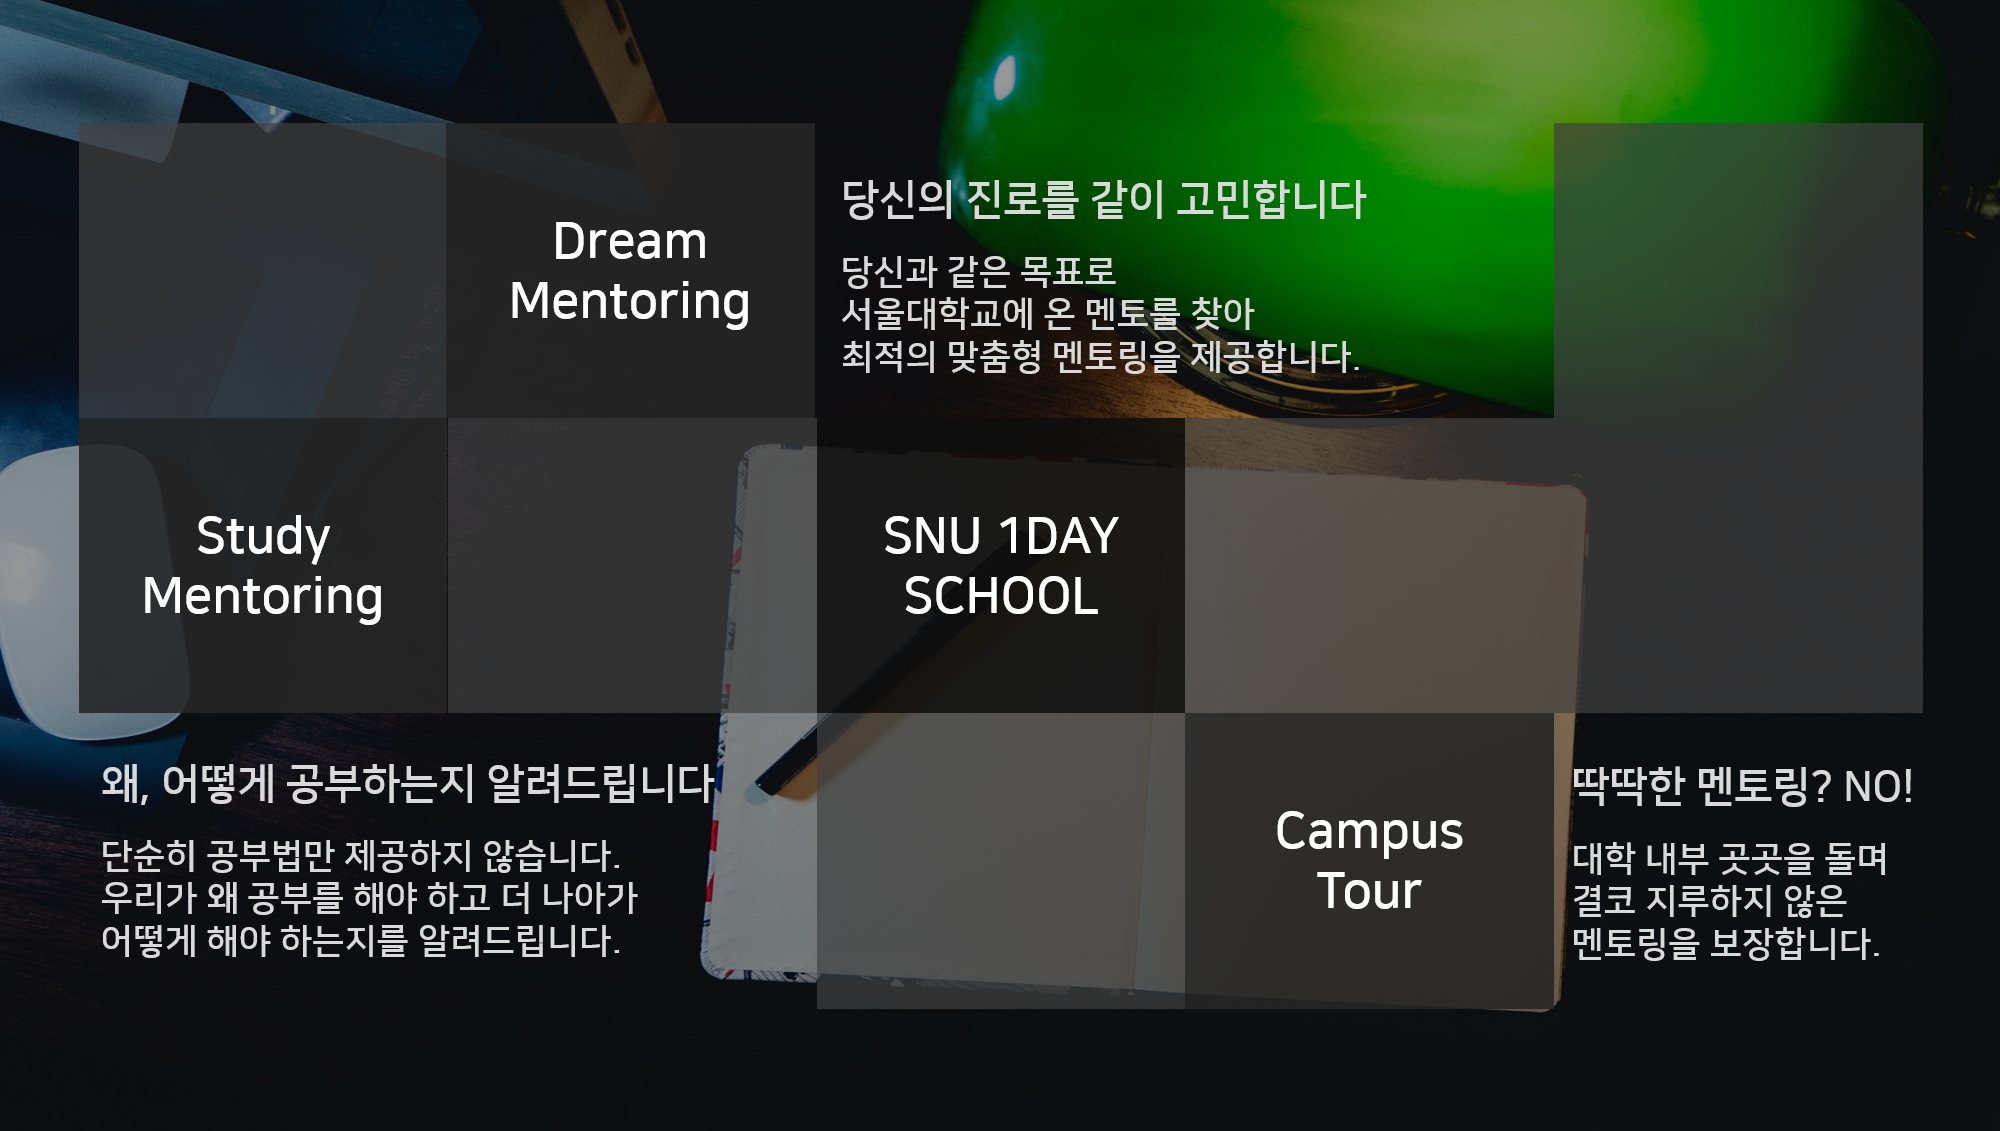 Dream
Mentoring
당신의 진로를 같이 고민합니다
당신과 같은 목표로
서울대학교에 온 멘토를 찾아
최적의 맞춤형 멘토링을 제공합니다.
Study
Mentoring
SNU 1DAY
SCHOOL
왜, 어떻게 공부하는지 알려드립니다
단순히 공부법만 제공하지 않습니다.
우리가 왜 공부를 해야 하고 더 나아가
어떻게 해야 하는지를 알려드립니다.
Campus
Tour
딱딱한 멘토링? NO!
대학 내부 곳곳을 돌며
결코 지루하지 않은
멘토링을 보장합니다.